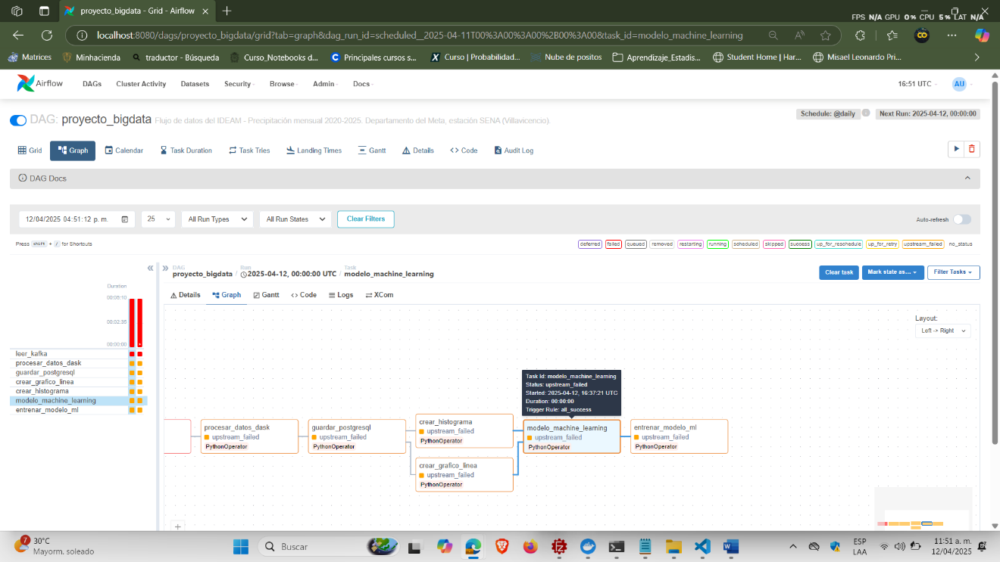 proyecto_bigdata - Grid - Airflow
FPS N/A GPU 0 % CPU 5 % LAT N/A
localhost:8080/dags/proyecto_bigdata/grid?tab=graph&dag_run_id=scheduled__2025-04-11T00%3A00%3A00%2B00%3A00&task_id=modelo_machine_learning
Matrices Minhacienda traductor - Búsqueda Curso_Notebooks d... Principales cursos s... Curso | Probabilidad... Nube de positos Aprendizaje_Estadis... Student Home | Har... Misael Leonardo Pri...
Airflow DAGs Cluster Activity Datasets Security Browse Admin Docs 16:51 UTC AU
DAG: proyecto_bigdata Flujo de datos del IDEAM - Precipitación mensual 2020-2025. Departamento del Meta, estación SENA (Villavicencio).
Schedule: @daily Next Run: 2025-04-12, 00:00:00
Grid Graph Calendar Task Duration Task Tries Landing Times Gantt Details <> Code Audit Log
DAG Docs
12/04/2025 04:51:12 p. m. 25 All Run Types All Run States Clear Filters Auto-refresh
Press shift + / for Shortcuts
deferred failed queued removed restarting running scheduled skipped success up_for_reschedule up_for_retry upstream_failed no_status
DAG Run Task
proyecto_bigdata / 2025-04-12, 00:00:00 UTC / modelo_machine_learning
Clear task Mark state as... Filter Tasks
Details Graph Gantt <> Code Logs XCom
Duration
00:05:10
00:02:35
00:00:00
leer_kafka
procesar_datos_dask
guardar_postgresql
crear_grafico_linea
crear_histograma
modelo_machine_learning
entrenar_modelo_ml
Layout:
Left -> Right
Task Id: modelo_machine_learning
Status: upstream_failed
Started: 2025-04-12, 16:37:21 UTC
Duration: 00:00:00
Trigger Rule: all_success
procesar_datos_dask
upstream_failed
PythonOperator
guardar_postgresql
upstream_failed
PythonOperator
crear_histograma
upstream_failed
PythonOperator
crear_grafico_linea
upstream_failed
PythonOperator
modelo_machine_learning
upstream_failed
PythonOperator
entrenar_modelo_ml
upstream_failed
PythonOperator
+
7
30°C
Mayorm. soleado
Buscar
ESP
LAA
11:51 a. m.
12/04/2025